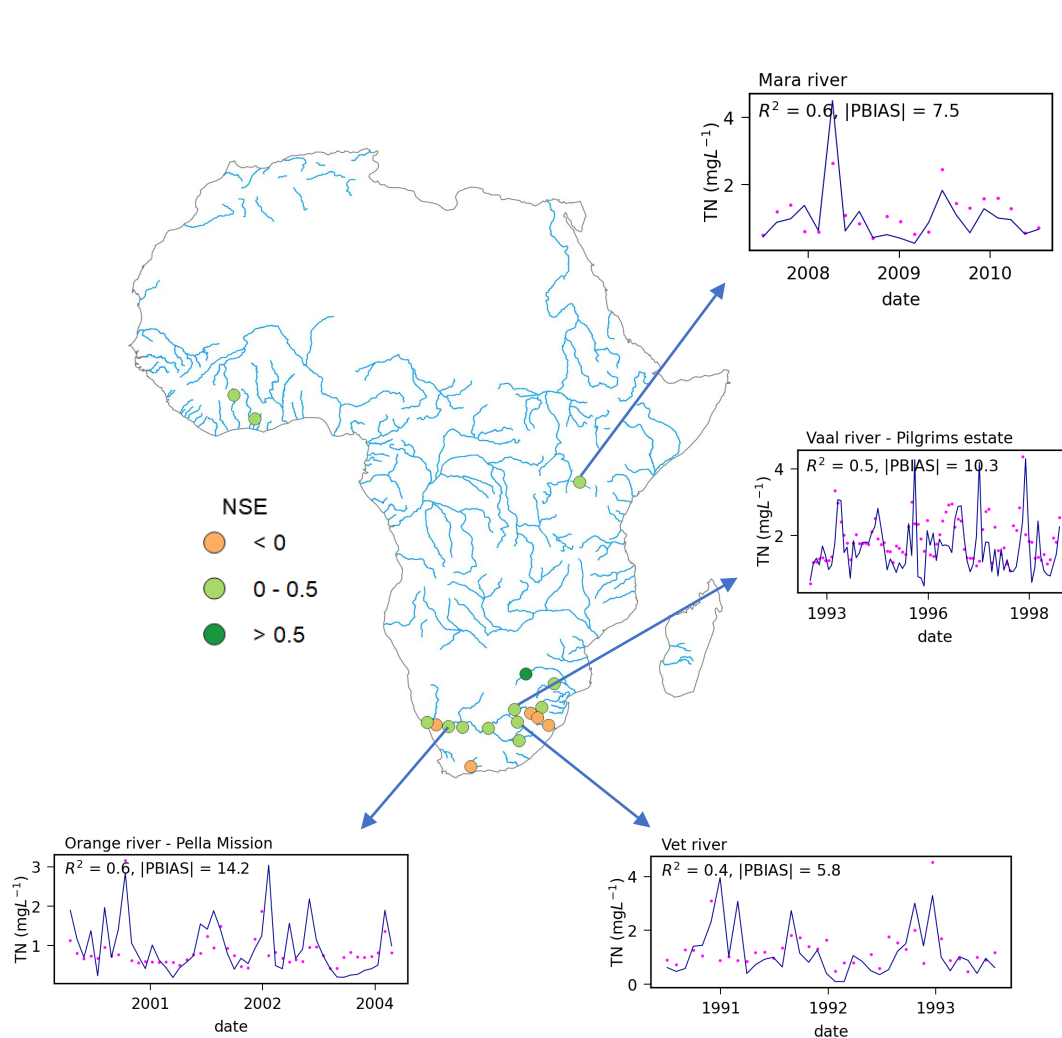 Mara river
R² = 0.6, |PBIAS| = 7.5
4
2
TN (mgL⁻¹)
2008 2009 2010
date
Vaal river - Pilgrims estate
R² = 0.5, |PBIAS| = 10.3
4
2
TN (mgL⁻¹)
1993 1996 1998
date
NSE
< 0
0 - 0.5
> 0.5
Orange river - Pella Mission
R² = 0.6, |PBIAS| = 14.2
3
2
1
TN (mgL⁻¹)
2001 2002 2004
date
Vet river
R² = 0.4, |PBIAS| = 5.8
4
2
0
TN (mgL⁻¹)
1991 1992 1993
date